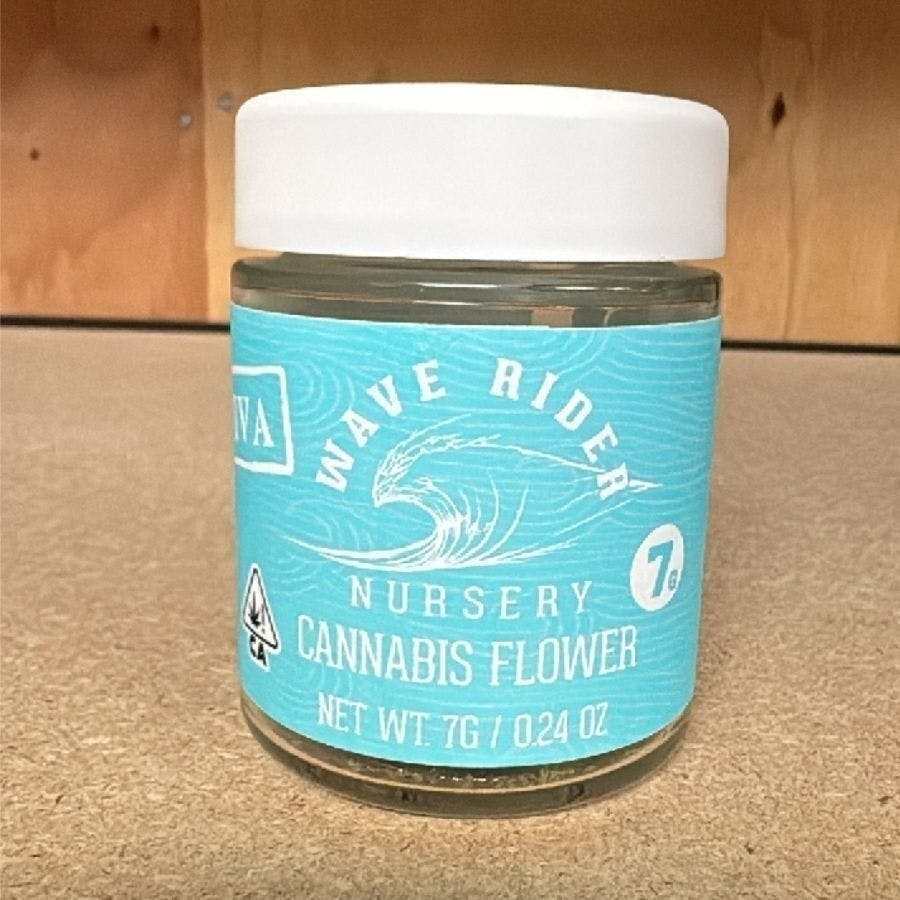 WAVE RIDER
NURSERY
7G
CA
CANNABIS FLOWER
NET WT. 7G / 0.24 OZ